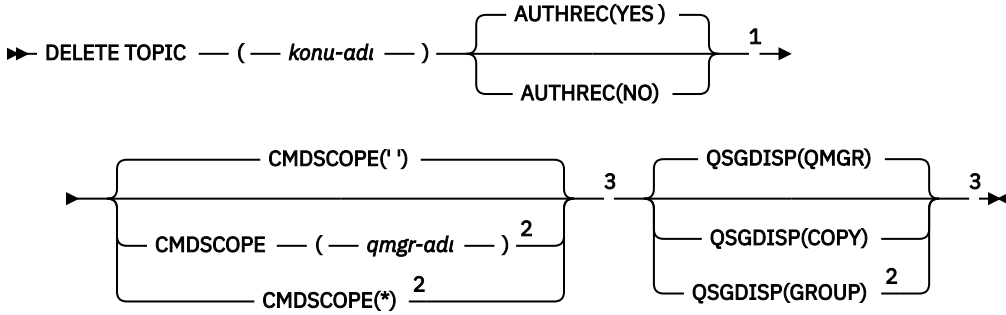 AUTHREC(YES )
DELETE TOPIC ( konu-adı ) 1
AUTHREC(NO)
CMDSCOPE(' ') QSGDISP(QMGR)
3 3
CMDSCOPE ( qmgr-adı ) 2 QSGDISP(COPY)
CMDSCOPE(*) 2 QSGDISP(GROUP) 2